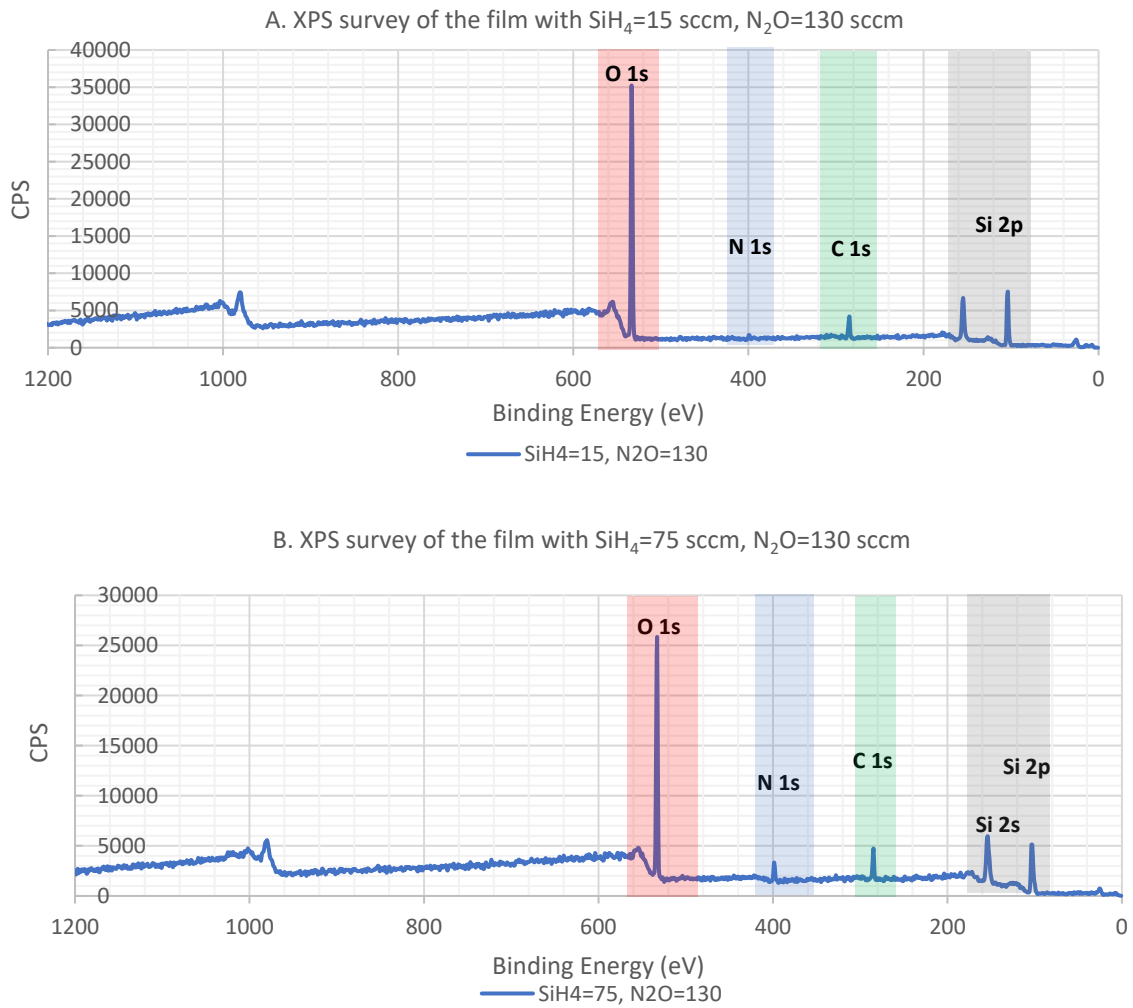 A. XPS survey of the film with SiH₄=15 sccm, N₂O=130 sccm
40000
35000
30000
25000
20000
15000
10000
5000
0
CPS
O 1s
N 1s
C 1s
Si 2p
1200 1000 800 600 400 200 0
Binding Energy (eV)
SiH4=15, N2O=130
B. XPS survey of the film with SiH₄=75 sccm, N₂O=130 sccm
30000
25000
20000
15000
10000
5000
0
CPS
O 1s
N 1s
C 1s
Si 2p
Si 2s
1200 1000 800 600 400 200 0
Binding Energy (eV)
SiH4=75, N2O=130